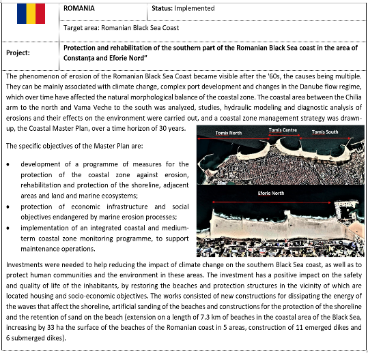 ROMANIA
Status: Implemented
Target area: Romanian Black Sea Coast
Project:
Protection and rehabilitation of the southern part of the Romanian Black Sea coast in the area of
Constanța and Eforie Nord"
The phenomenon of erosion of the Romanian Black Sea Coast became visible after the '60s, the causes being multiple.
They can be mainly associated with climate change, complex port development and changes in the Danube flow regime,
which over time have affected the natural morphological balance of the coastal zone. The coastal area between the Chilia
arm to the north and Vama Veche to the south was analyzed, studies, hydraulic modeling and diagnostic analysis of
erosions and their effects on the environment were carried out, and a coastal zone management strategy was drawn-
up, the Coastal Master Plan, over a time horizon of 30 years.
The specific objectives of the Master Plan are:
• development of a programme of measures for the
protection of the coastal zone against erosion,
rehabilitation and protection of the shoreline, adjacent
areas and land and marine ecosystems;
• protection of economic infrastructure and social
objectives endangered by marine erosion processes;
• implementation of an integrated coastal and medium-
term coastal monitoring programme, to support
maintenance operations.
Tomis North
Tomis Centre
Tomis South
Eforie Nord
Investments were needed to help reducing the impact of climate change on the southern Black Sea coast, as well as to
protect human communities and the environment in these areas. The investment has a positive impact on the safety
and quality of life of the inhabitants, by restoring the beaches and protection structures in the vicinity of which are
located housing and socio-economic objectives. The works consisted of new constructions for dissipating the energy of
the waves that affect the shoreline, artificial sanding of the beaches and constructions for the protection of the shoreline
and the retention of sand on the beach (extension on a length of 7.3 km of beaches in the coastal area of the Black Sea,
increasing by 33 ha the surface of the beaches of the Romanian coast in 5 areas, construction of 11 emerged dikes and
6 submerged dikes).